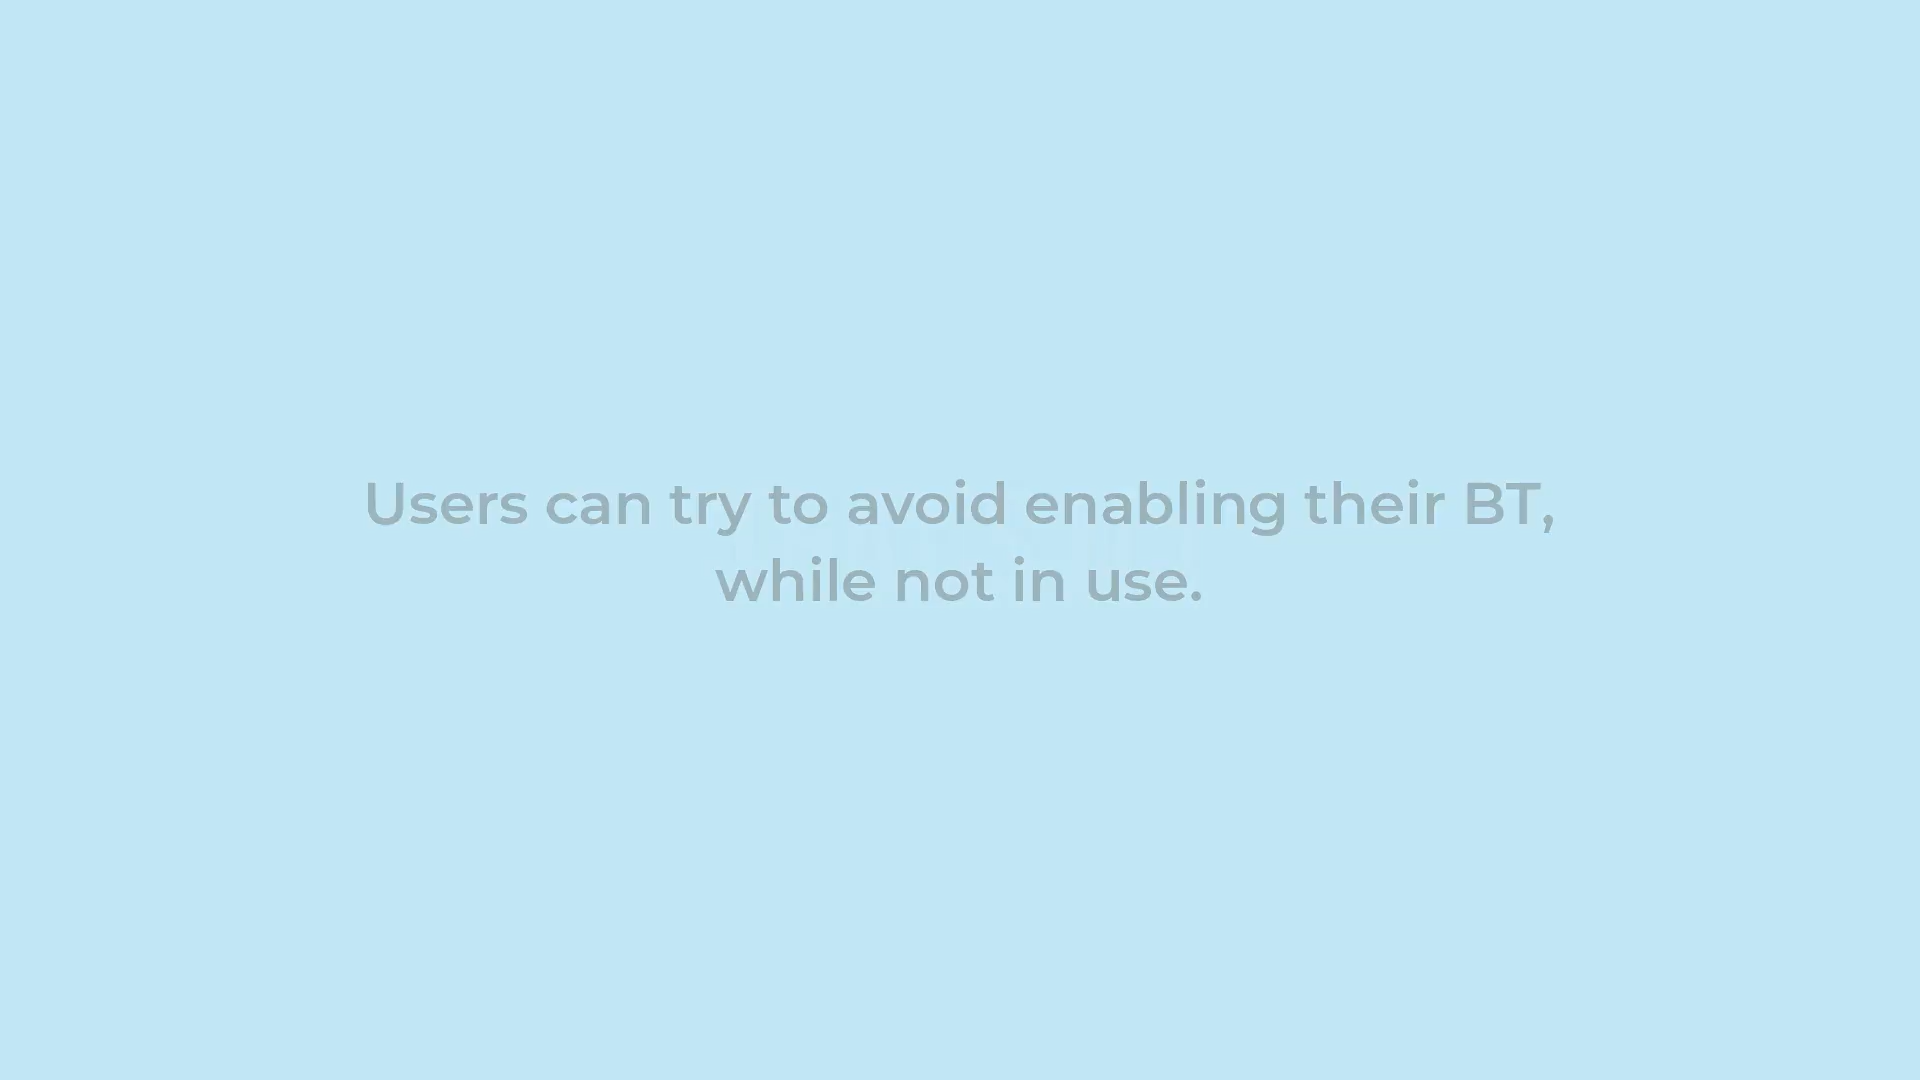 Users can try to avoid enabling their BT,
while not in use.